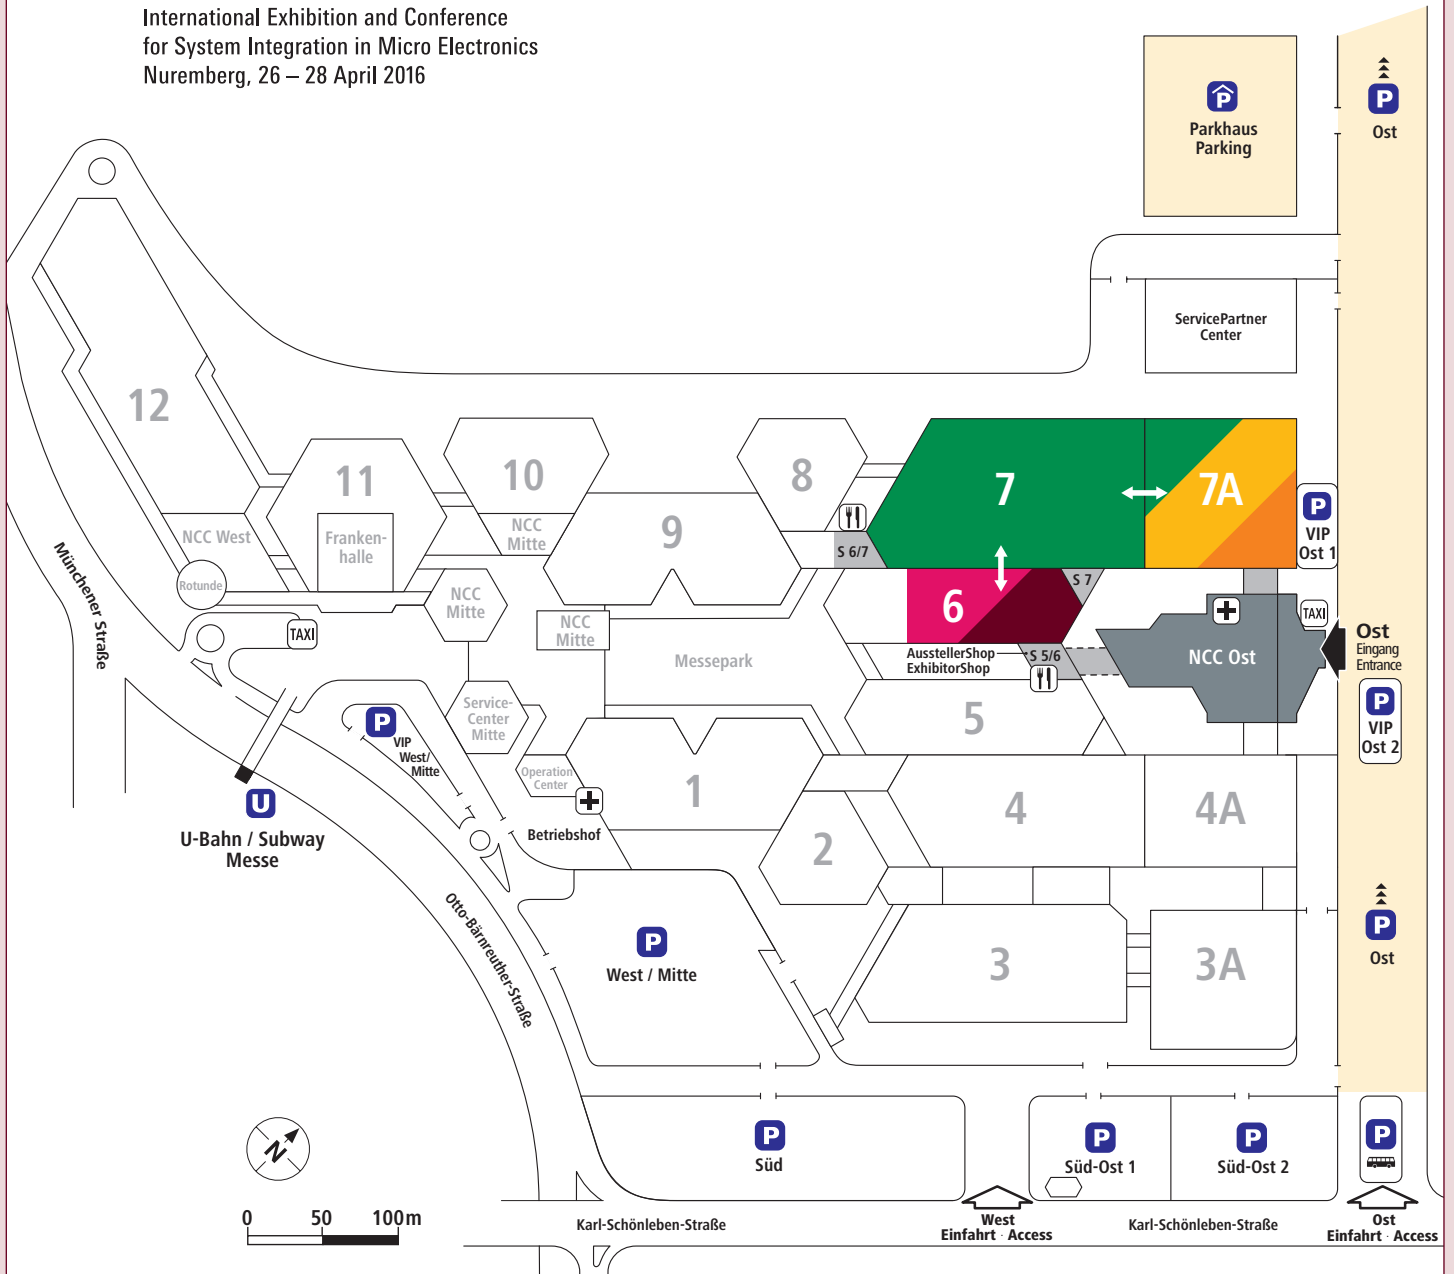 International Exhibition and Conference
for System Integration in Micro Electronics
Nuremberg, 26 – 28 April 2016
P
Parkhaus
Parking
P
Ost
ServicePartner
Center
12
11
Franken-
halle
10
NCC
Mitte
9
8
7
7A
P
VIP
Ost 1
NCC West
Rotunde
S 6/7
S 7
6
NCC
Mitte
NCC
Mitte
TAXI
TAXI
Münchener Straße
Messepark
AusstellerShop
ExhibitorShop
S 5/6
NCC Ost
Ost
Eingang
Entrance
P
VIP
Ost 2
Service-
Center
Mitte
5
P
VIP
West/
Mitte
Operation
Center
1
U
U-Bahn / Subway
Messe
Betriebshof
2
4
4A
Otto-Bärnreuther-Straße
P
West / Mitte
3
3A
P
Ost
N
P
Süd
P
Süd-Ost 1
P
Süd-Ost 2
P
0 50 100m
Karl-Schönleben-Straße
West
Einfahrt · Access
Karl-Schönleben-Straße
Ost
Einfahrt · Access